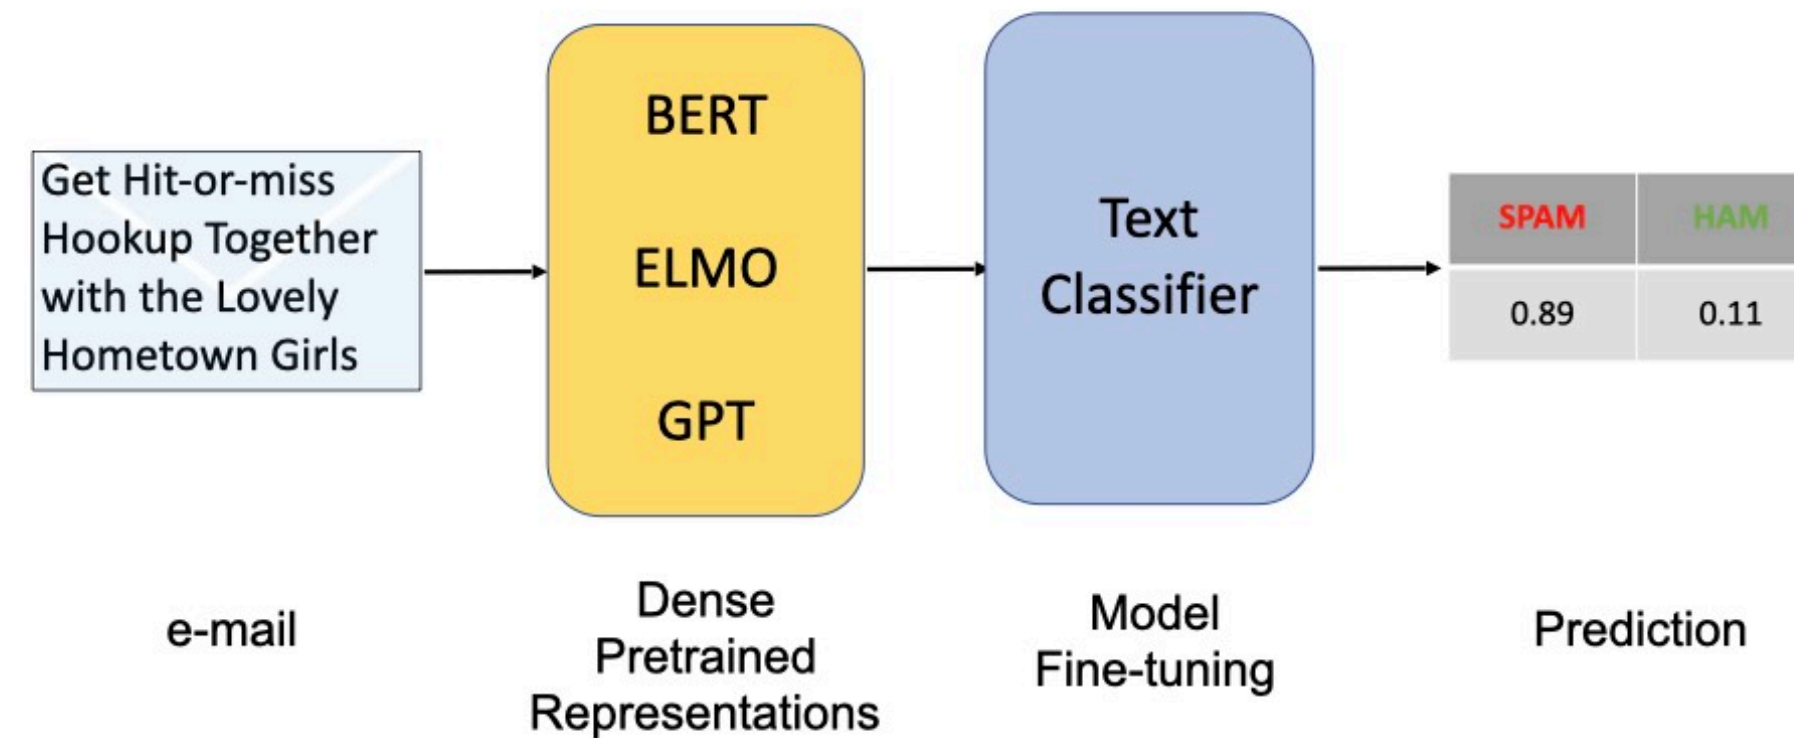 Get Hit-or-miss
Hookup Together
with the Lovely
Hometown Girls
BERT
ELMO
GPT
Text
Classifier
SPAM HAM
0.89 0.11
e-mail
Dense
Pretrained
Representations
Model
Fine-tuning
Prediction